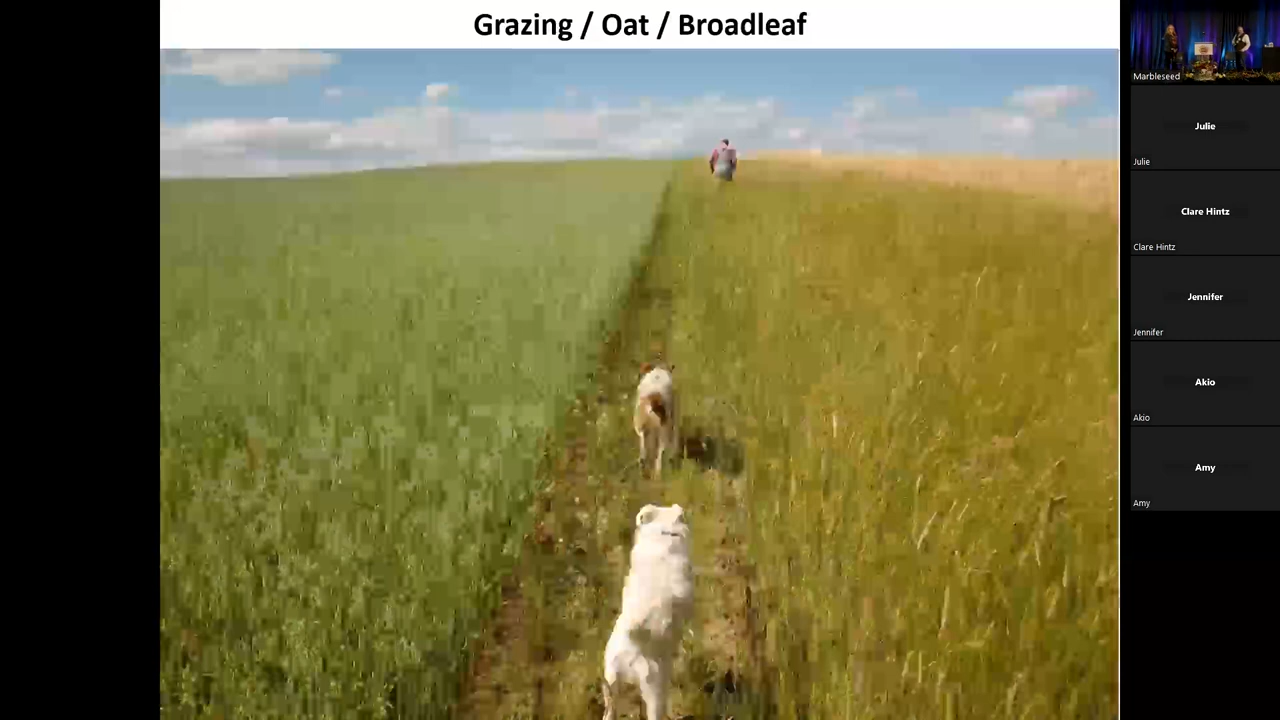 Grazing / Oat / Broadleaf
Marbleseed
Julie
Julie
Clare Hintz
Clare Hintz
Jennifer
Jennifer
Akio
Akio
Amy
Amy